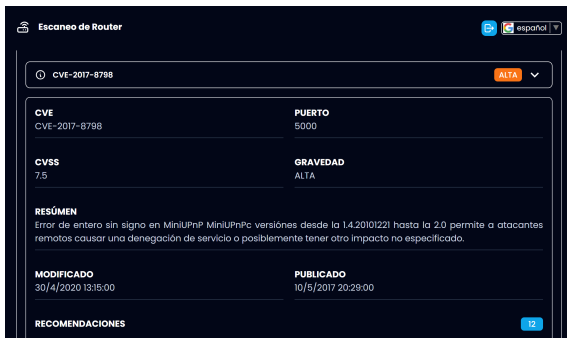 Escaneo de Router
español
CVE-2017-8798
ALTA
CVE
PUERTO
CVE-2017-8798
5000
CVSS
GRAVEDAD
7.5
ALTA
RESÚMEN
Error de entero sin signo en MiniUPnP MiniUPnPc versiónes desde la 1.4.20101221 hasta la 2.0 permite a atacantes
remotos causar una denegación de servicio o posiblemente tener otro impacto no especificado.
MODIFICADO
PUBLICADO
30/4/2020 13:15:00
10/5/2017 20:29:00
RECOMENDACIONES
12